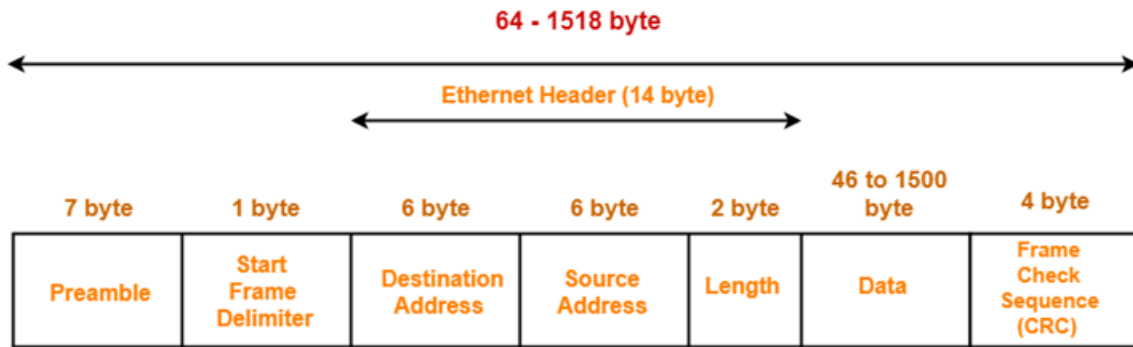 64 - 1518 byte
Ethernet Header (14 byte)
7 byte
1 byte
6 byte
6 byte
2 byte
46 to 1500
byte
4 byte
Preamble
Start
Frame
Delimiter
Destination
Address
Source
Address
Length
Data
Frame
Check
Sequence
(CRC)